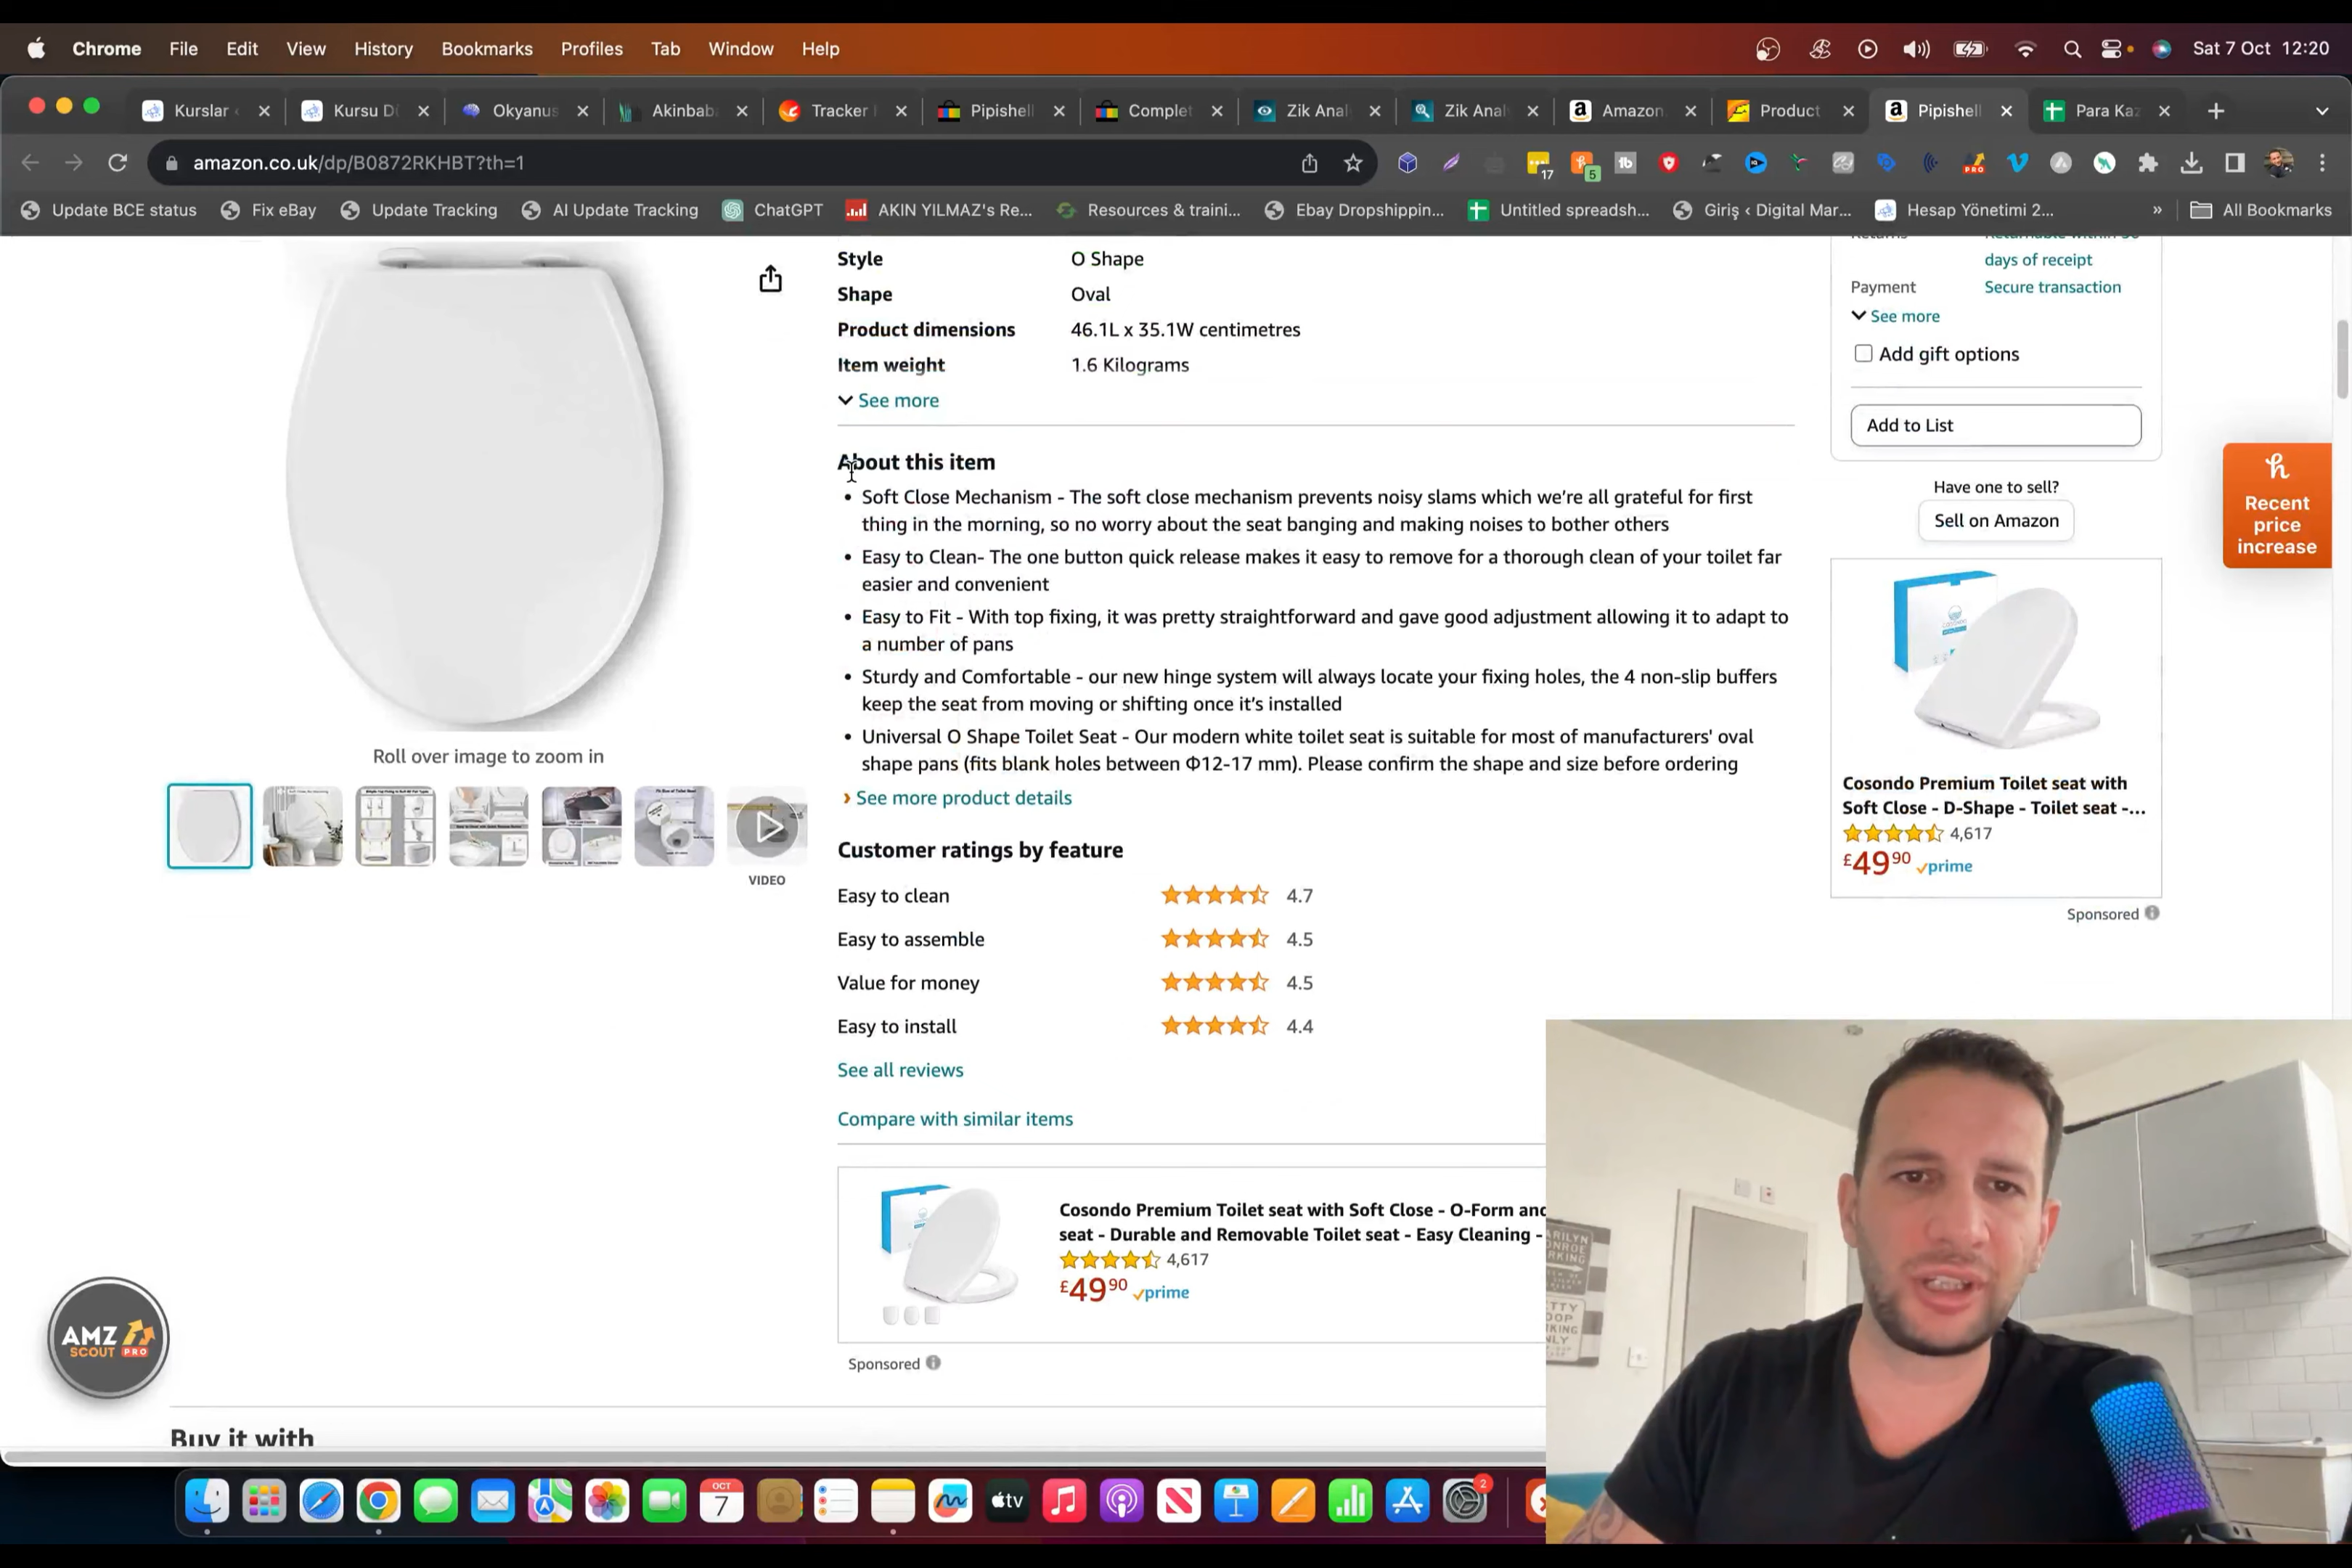 Chrome File Edit View History Bookmarks Profiles Tab Window Help
Sat 7 Oct 12:20
Kurslar
Kursu Dü
Okyanus
Akinbab
Tracker
Pipishell
Complet
Zik Anal
Zik Anal
Amazon
Product
Pipishell
Para Kaz
amazon.co.uk/dp/B0872RKHBT?th=1
17
5
PRO
Update BCE status
Fix eBay
Update Tracking
AI Update Tracking
ChatGPT
AKIN YILMAZ's Re...
Resources & traini...
Ebay Dropshippin...
Untitled spreadsh...
Giriş ‹ Digital Mar...
Hesap Yönetimi 2...
»
All Bookmarks
Style O Shape
Shape Oval
Product dimensions 46.1L x 35.1W centimetres
Item weight 1.6 Kilograms
See more
About this item
• Soft Close Mechanism - The soft close mechanism prevents noisy slams which we’re all grateful for first
thing in the morning, so no worry about the seat banging and making noises to bother others
• Easy to Clean- The one button quick release makes it easy to remove for a thorough clean of your toilet far
easier and convenient
• Easy to Fit - With top fixing, it was pretty straightforward and gave good adjustment allowing it to adapt to
a number of pans
• Sturdy and Comfortable - our new hinge system will always locate your fixing holes, the 4 non-slip buffers
keep the seat from moving or shifting once it’s installed
• Universal O Shape Toilet Seat - Our modern white toilet seat is suitable for most of manufacturers' oval
shape pans (fits blank holes between Φ12-17 mm). Please confirm the shape and size before ordering
› See more product details
Roll over image to zoom in
VIDEO
Customer ratings by feature
Easy to clean 4.7
Easy to assemble 4.5
Value for money 4.5
Easy to install 4.4
See all reviews
Compare with similar items
Cosondo Premium Toilet seat with Soft Close - O-Form and
seat - Durable and Removable Toilet seat - Easy Cleaning -
4,617
£49.90 prime
Sponsored
Buy it with
AMZ
SCOUT PRO
days of receipt
Payment Secure transaction
See more
Add gift options
Add to List
Have one to sell?
Sell on Amazon
Cosondo Premium Toilet seat with
Soft Close - D-Shape - Toilet seat -...
4,617
£49.90 prime
Sponsored
Recent
price
increase
OCT
7
tv
2